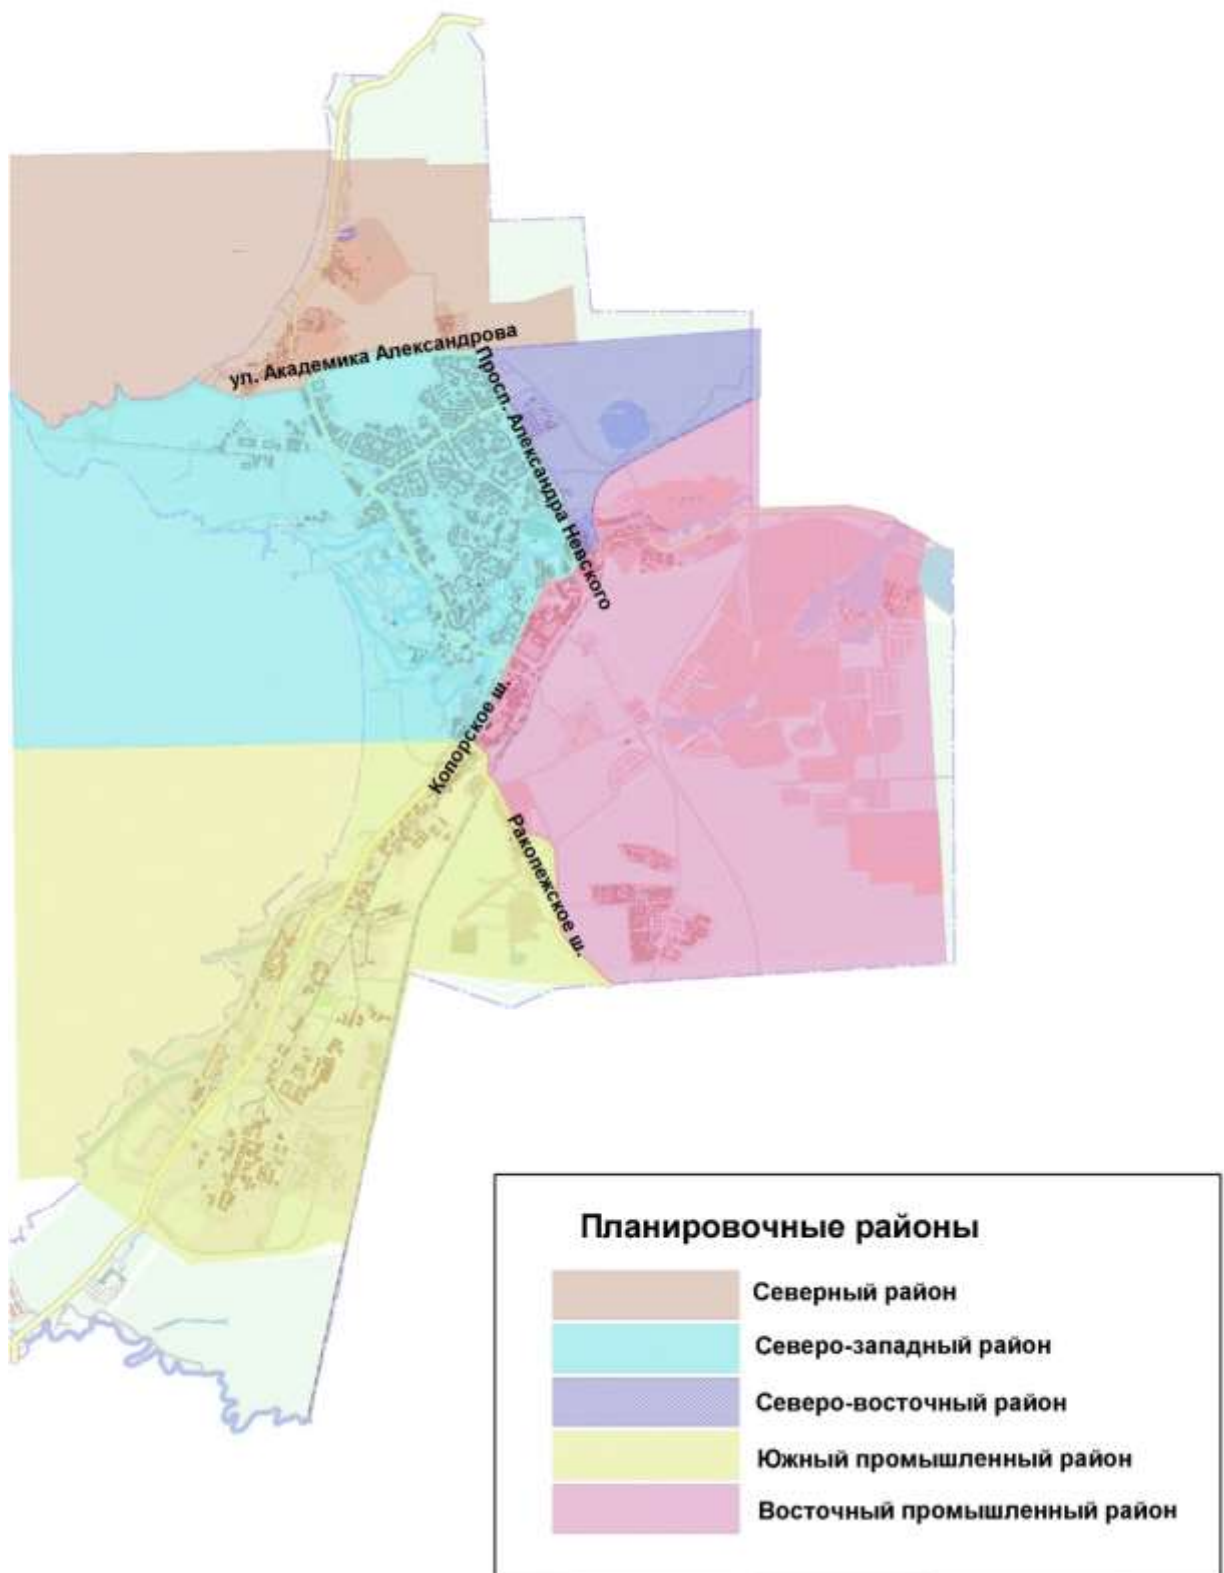 ул. Академика Александрова
Просп. Александра Невского
Копорское ш.
Ракопежское ш.
Планировочные районы
Северный район
Северо-западный район
Северо-восточный район
Южный промышленный район
Восточный промышленный район